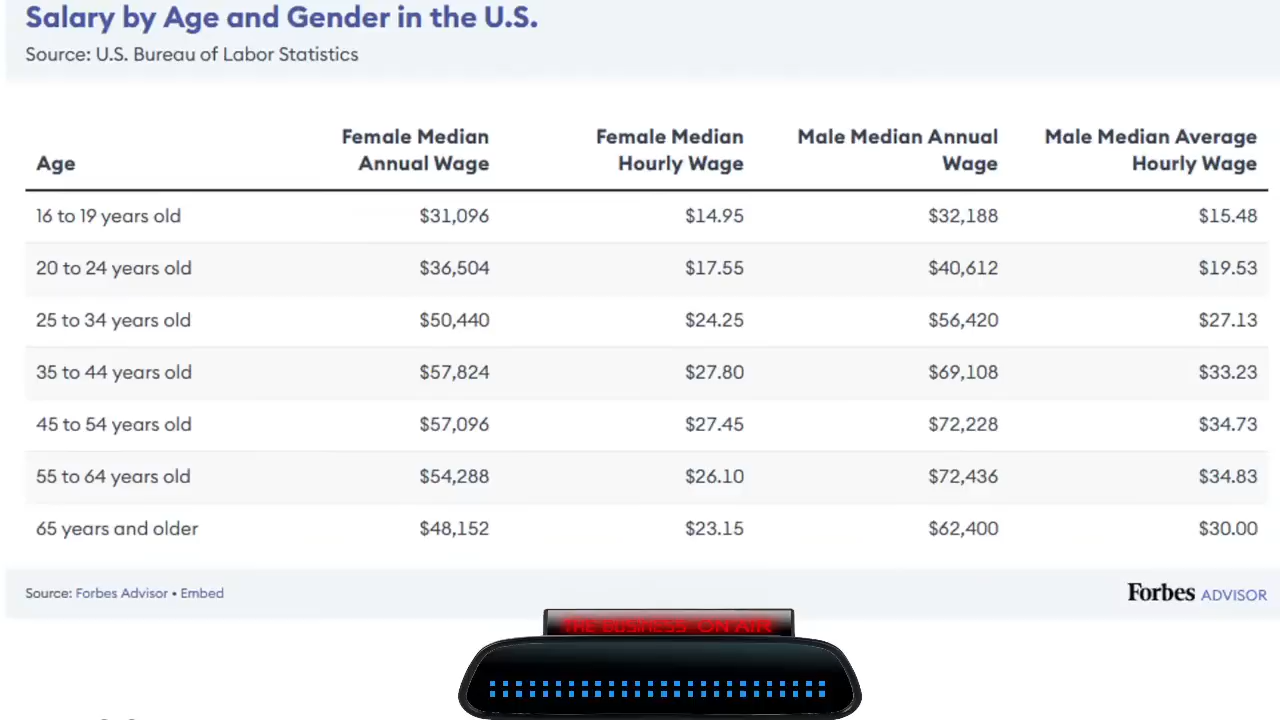 Salary by Age and Gender in the U.S.
Source: U.S. Bureau of Labor Statistics
Age Female Median Annual Wage Female Median Hourly Wage Male Median Annual Wage Male Median Average Hourly Wage
16 to 19 years old $31,096 $14.95 $32,188 $15.48
20 to 24 years old $36,504 $17.55 $40,612 $19.53
25 to 34 years old $50,440 $24.25 $56,420 $27.13
35 to 44 years old $57,824 $27.80 $69,108 $33.23
45 to 54 years old $57,096 $27.45 $72,228 $34.73
55 to 64 years old $54,288 $26.10 $72,436 $34.83
65 years and older $48,152 $23.15 $62,400 $30.00
Source: Forbes Advisor • Embed Forbes ADVISOR
THE BUSINESS ON AIR